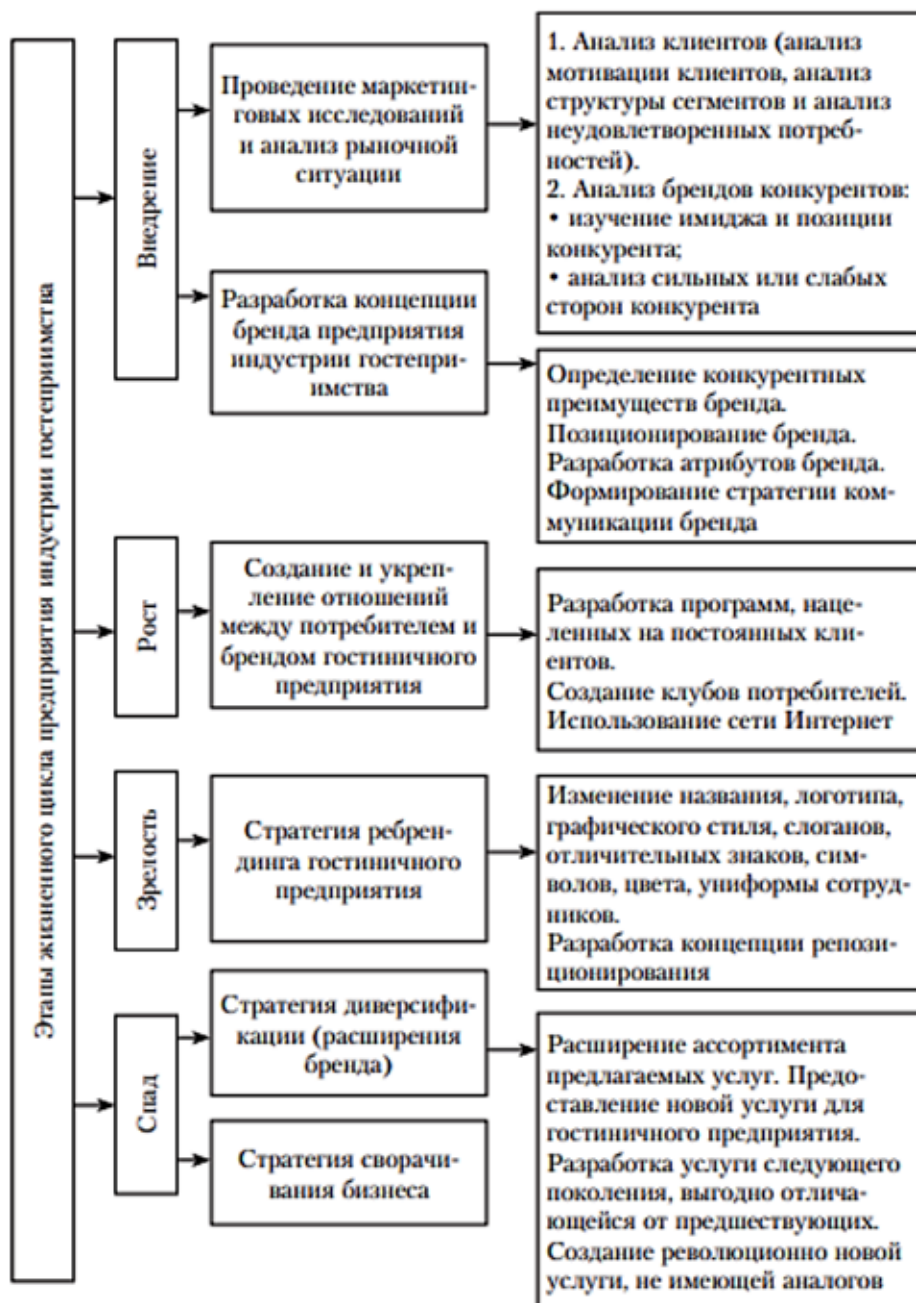 Этапы жизненного цикла предприятия индустрии гостеприимства
Внедрение
Проведение маркетин-
говых исследований
и анализ рыночной
ситуации
1. Анализ клиентов (анализ
мотивации клиентов, анализ
структуры сегментов и анализ
неудовлетворенных потреб-
ностей).
2. Анализ брендов конкурентов:
• изучение имиджа и позиции
конкурента;
• анализ сильных или слабых
сторон конкурента
Разработка концепции
бренда предприятия
индустрии гостепри-
имства
Определение конкурентных
преимуществ бренда.
Позиционирование бренда.
Разработка атрибутов бренда.
Формирование стратегии ком-
муникации бренда
Рост
Создание и укреп-
ление отношений
между потребителем и
брендом гостиничного
предприятия
Разработка программ, наце-
ленных на постоянных кли-
ентов.
Создание клубов потребителей.
Использование сети Интернет
Зрелость
Стратегия ребрен-
динга гостиничного
предприятия
Изменение названия, логотипа,
графического стиля, слоганов,
отличительных знаков, сим-
волов, цвета, униформы сотруд-
ников.
Разработка концепции репози-
ционирования
Спад
Стратегия диверсифи-
кации (расширения
бренда)
Расширение ассортимента
предлагаемых услуг. Предо-
ставление новой услуги для
гостиничного предприятия.
Разработка услуги следующего
поколения, выгодно отлича-
ющейся от предшествующих.
Создание революционно новой
услуги, не имеющей аналогов
Стратегия сворачи-
вания бизнеса